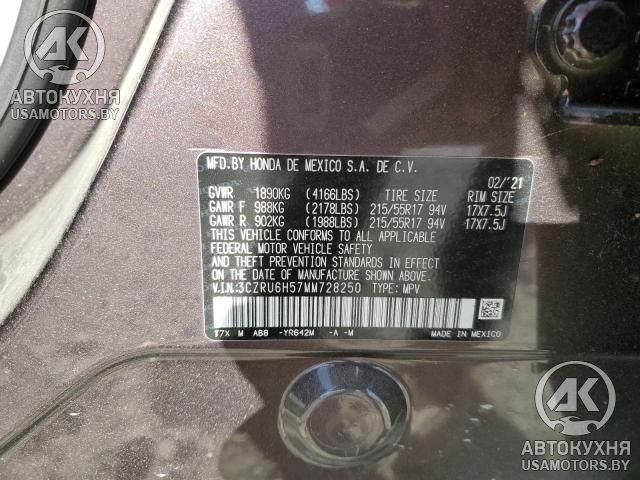 АК
АВТОКУХНЯ
USAMOTORS.BY
MFD.BY HONDA DE MEXICO S.A. DE C.V.
02/'21
GVWR 1890KG (4166LBS) TIRE SIZE RIM SIZE
GAWR F 988KG (2178LBS) 215/55R17 94V 17X7.5J
GAWR R 902KG (1988LBS) 215/55R17 94V 17X7.5J
THIS VEHICLE CONFORMS TO ALL APPLICABLE
FEDERAL MOTOR VEHICLE SAFETY
AND THEFT PREVENTION STANDARDS IN EFFECT
ON THE DATE OF MANUFACTURE SHOWN ABOVE.
V.I.N:3CZRU6H57MM728250 TYPE: MPV
T7X M ABB -YR642M -A -M MADE IN MEXICO
АК
АВТОКУХНЯ
USAMOTORS.BY